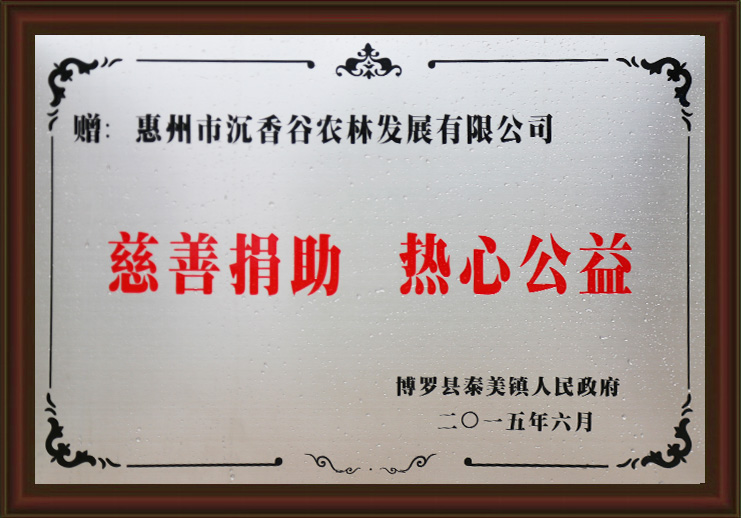 赠：惠州市沉香谷农林发展有限公司
慈善捐助 热心公益
博罗县泰美镇人民政府
二〇一五年六月